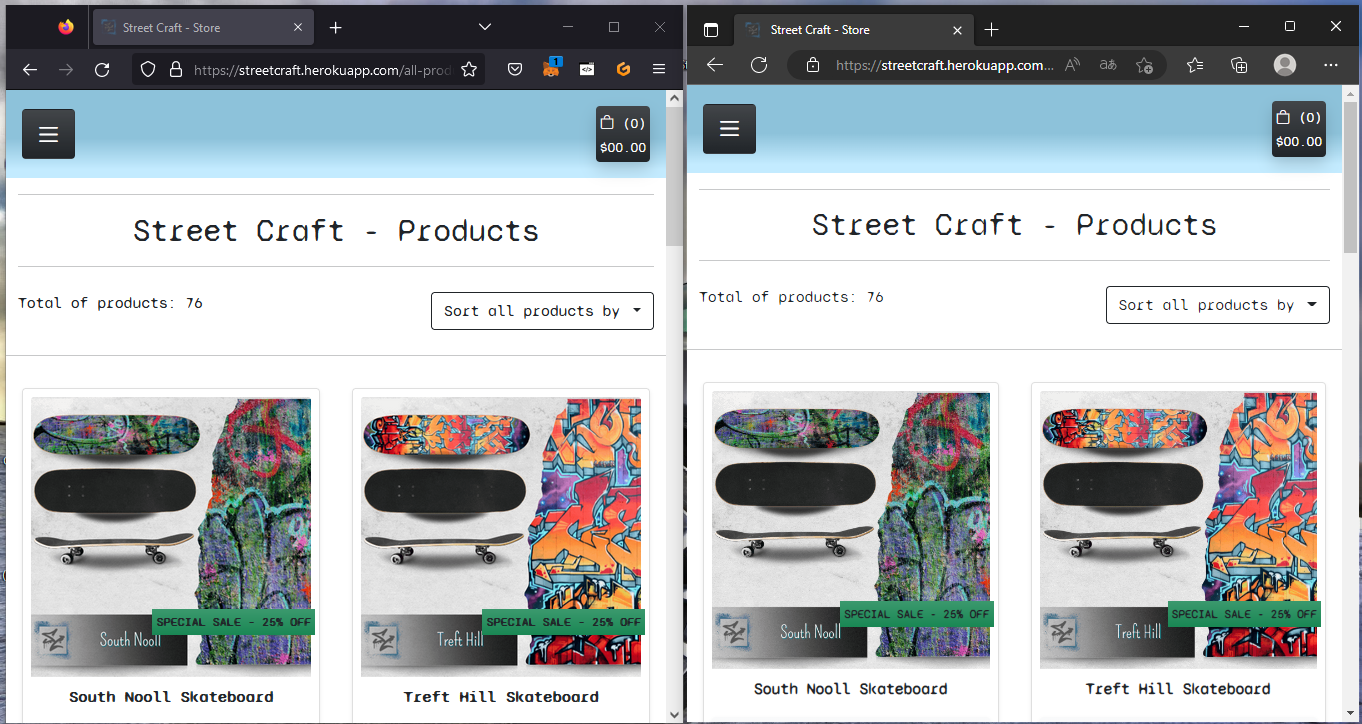 Street Craft - Store
1
https://streetcraft.herokuapp.com/all-prod
(0)
$00.00
Street Craft - Products
Total of products: 76
Sort all products by
SPECIAL SALE - 25% OFF
South Nooll
SPECIAL SALE - 25% OFF
Treft Hill
South Nooll Skateboard
Treft Hill Skateboard
Street Craft - Store
https://streetcraft.herokuapp.com...
A
aあ
(0)
$00.00
Street Craft - Products
Total of products: 76
Sort all products by
SPECIAL SALE - 25% OFF
South Nooll
SPECIAL SALE - 25% OFF
Treft Hill
South Nooll Skateboard
Treft Hill Skateboard